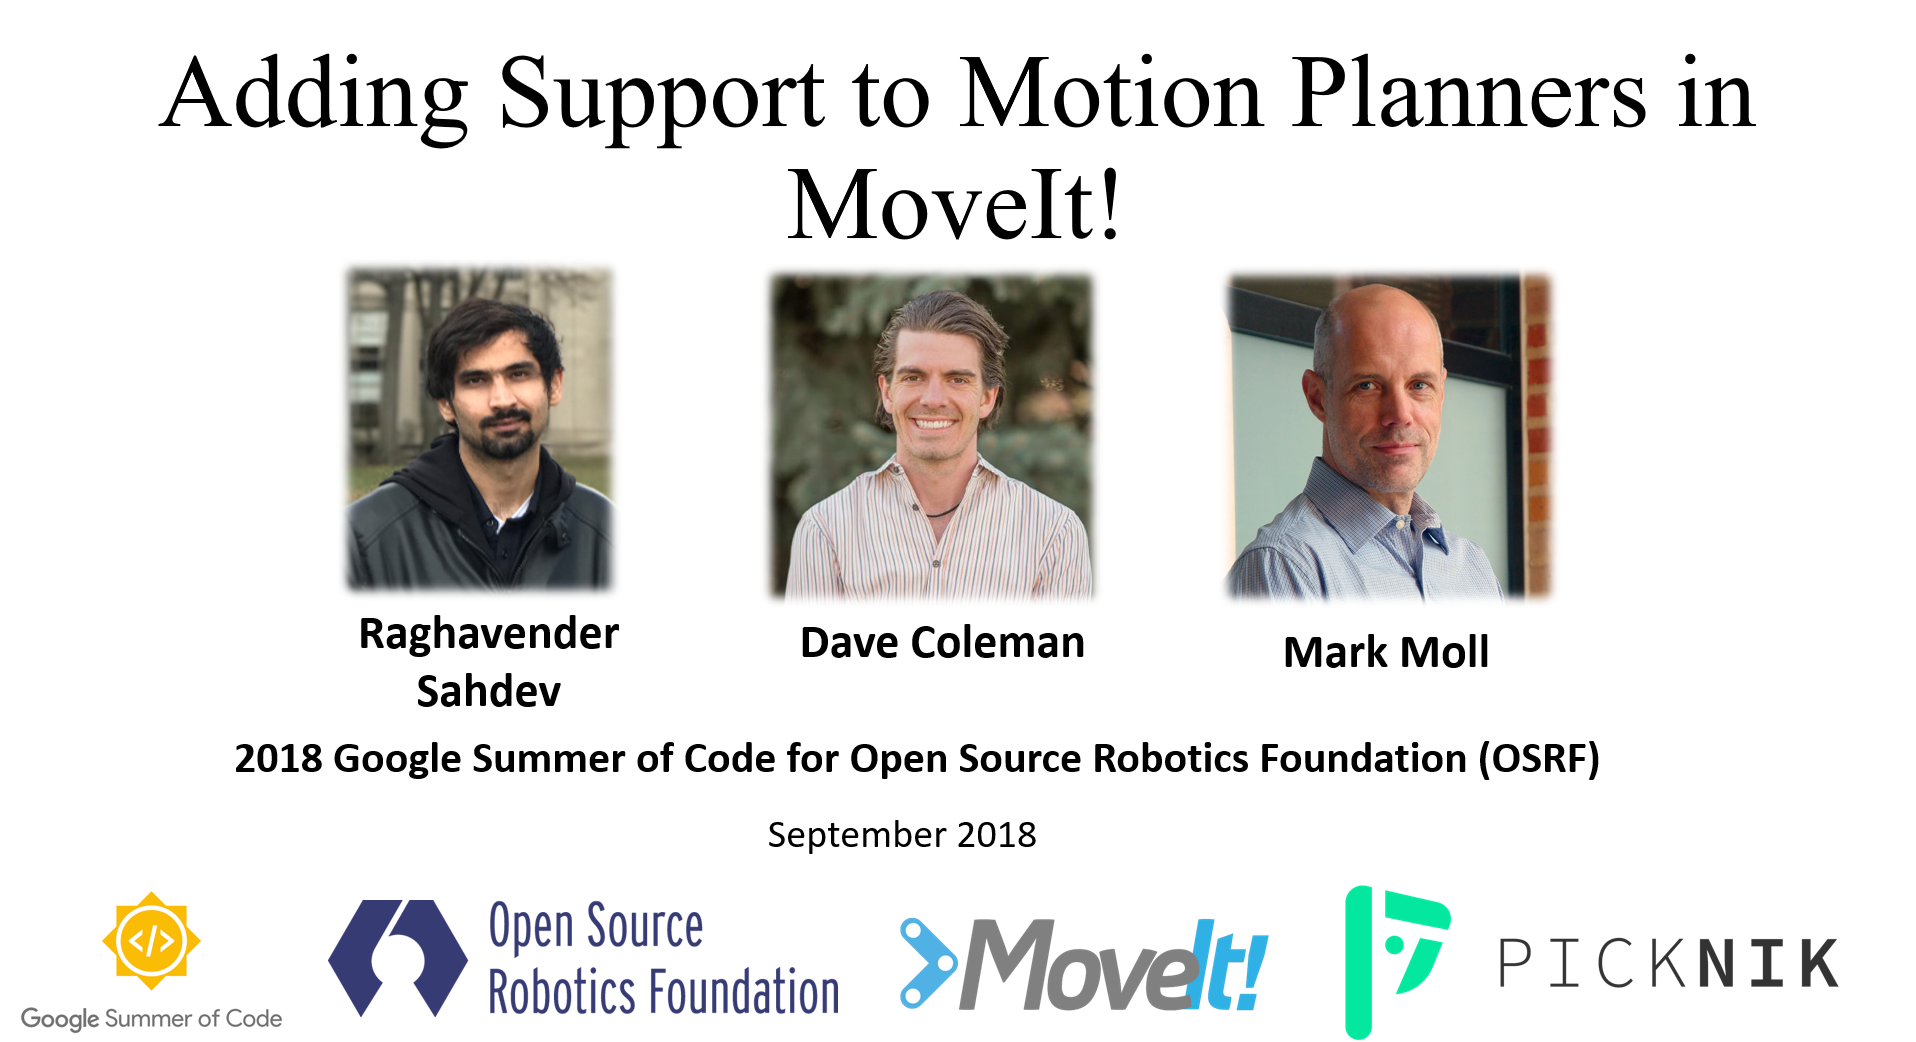 Adding Support to Motion Planners in
MoveIt!
Raghavender
Sahdev
Dave Coleman
Mark Moll
2018 Google Summer of Code for Open Source Robotics Foundation (OSRF)
September 2018
</>
Google Summer of Code
Open Source
Robotics Foundation
MoveIt!
PICKNIK